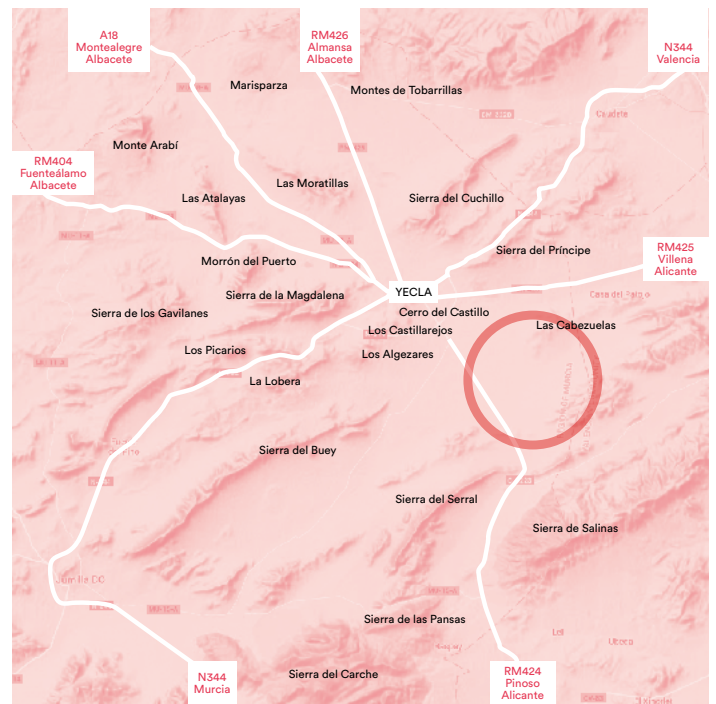 A18
Montealegre
Albacete
RM426
Almansa
Albacete
N344
Valencia
Marisparza
Montes de Tobarrillas
Caudete
Monte Arabí
RM404
Fuenteálamo
Albacete
Las Moratillas
Las Atalayas
Sierra del Cuchillo
Sierra del Príncipe
RM425
Villena
Alicante
Morrón del Puerto
YECLA
Sierra de la Magdalena
Cerro del Castillo
Sierra de los Gavilanes
Las Cabezuelas
Los Castillarejos
Los Picarios
Los Algezares
La Lobera
Sierra del Buey
Sierra del Serral
Sierra de Salinas
Sierra de las Pansas
Sierra del Carche
N344
Murcia
RM424
Pinoso
Alicante